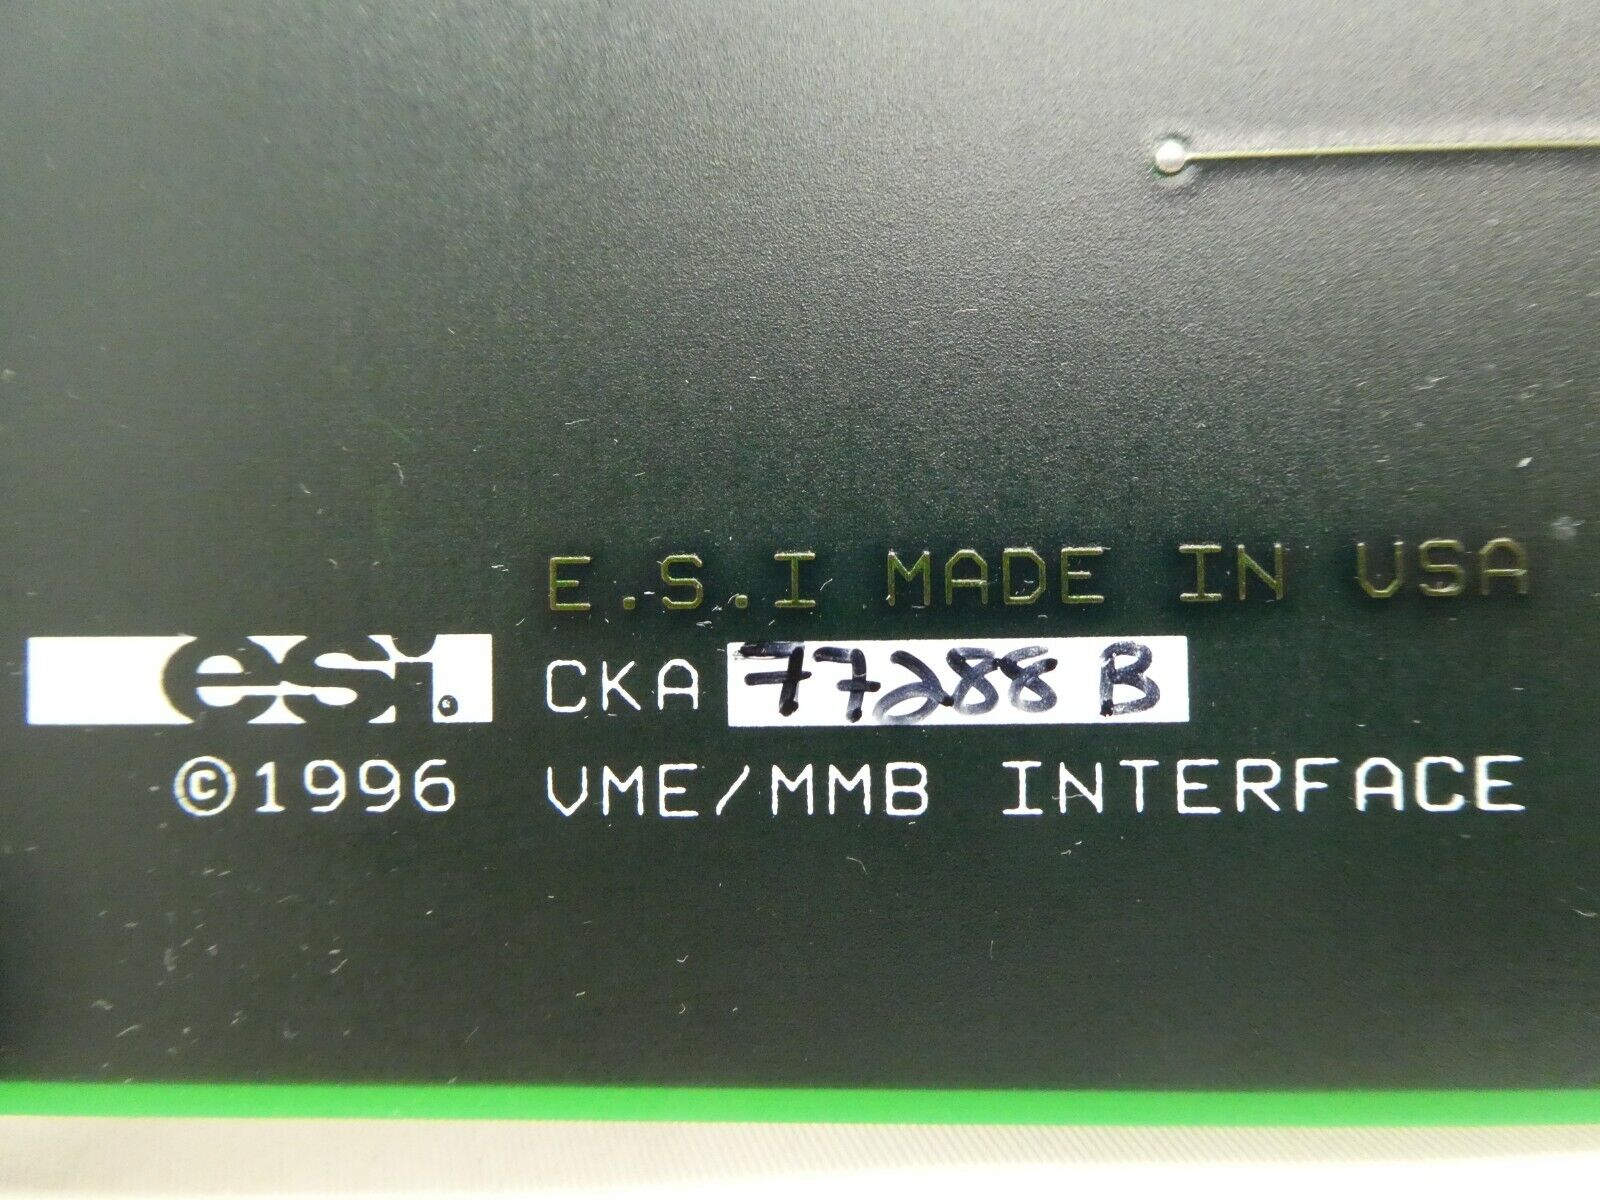 E.S.I MADE IN USA
esi. CKA 77288 B
©1996 VME/MMB INTERFACE